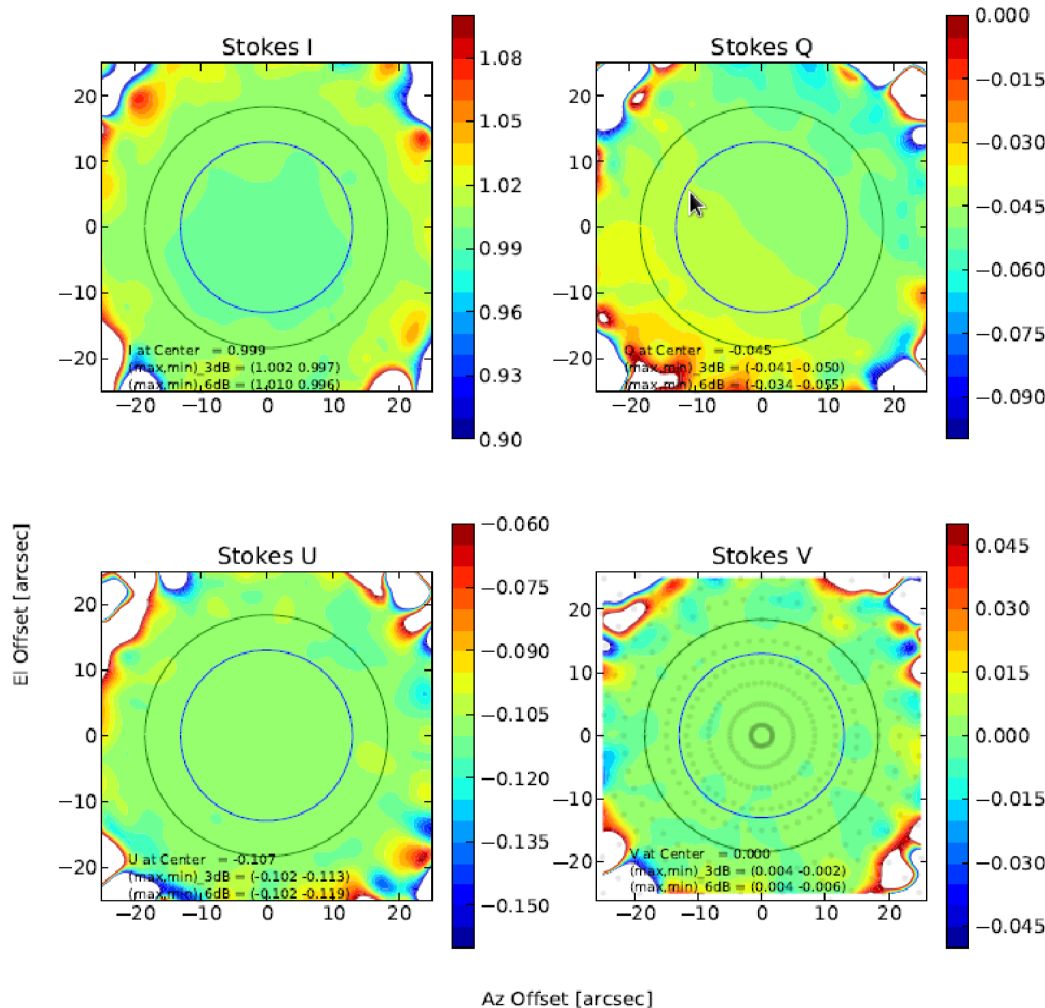 Stokes I
20
10
0
−10
−20
−20 −10 0 10 20
I at Center = 0.999
(max,min)_3dB = (1.002 0.997)
(max,min)_6dB = (1.010 0.996)
1.08
1.05
1.02
0.99
0.96
0.93
0.90
Stokes Q
20
10
0
−10
−20
−20 −10 0 10 20
Q at Center = -0.045
(max,min)_3dB = (-0.041 -0.050)
(max,min)_6dB = (-0.034 -0.055)
0.000
−0.015
−0.030
−0.045
−0.060
−0.075
−0.090
El Offset [arcsec]
Stokes U
20
10
0
−10
−20
−20 −10 0 10 20
U at Center = -0.107
(max,min)_3dB = (-0.102 -0.113)
(max,min)_6dB = (-0.102 -0.119)
−0.060
−0.075
−0.090
−0.105
−0.120
−0.135
−0.150
Stokes V
20
10
0
−10
−20
−20 −10 0 10 20
V at Center = 0.000
(max,min)_3dB = (0.004 -0.002)
(max,min)_6dB = (0.004 -0.006)
0.045
0.030
0.015
0.000
−0.015
−0.030
−0.045
Az Offset [arcsec]